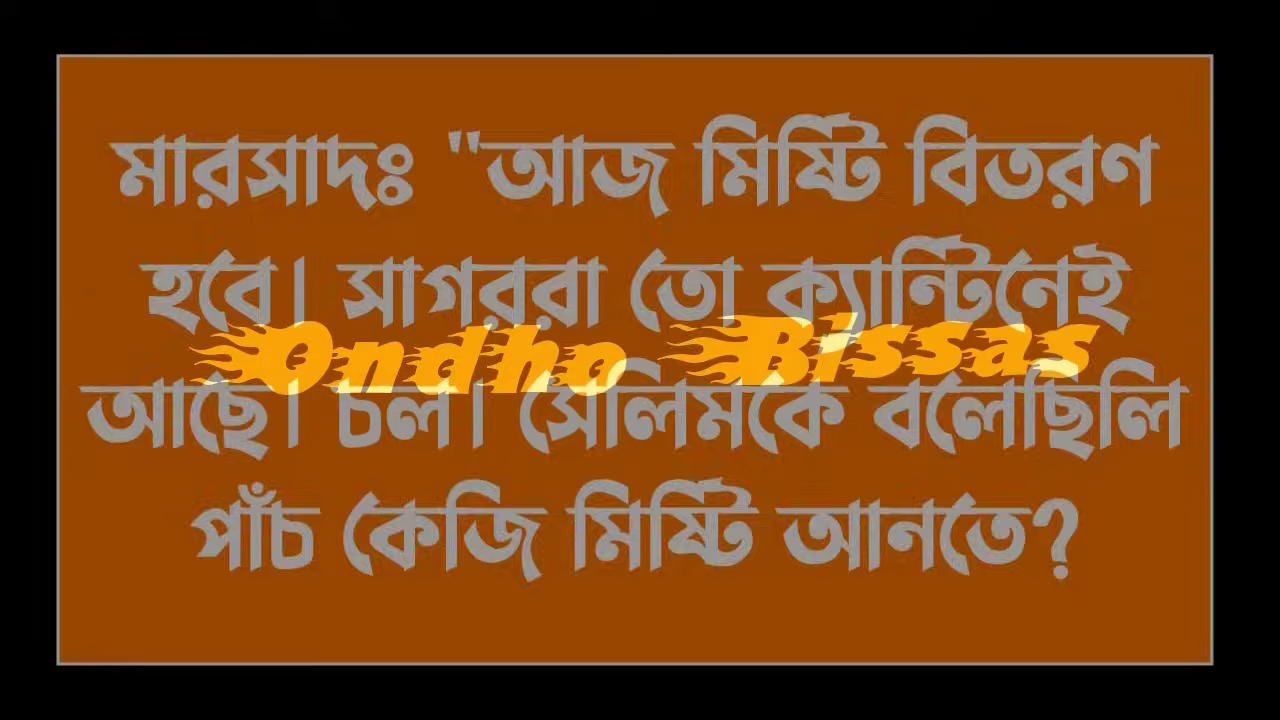 মারসাদঃ "আজ মিষ্টি বিতরণ
হবে। সাগররা তো ক্যান্টিনেই
Ondho Bissas
আছে। চল। সেলিমকে বলেছিলি
পাঁচ কেজি মিষ্টি আনতে?